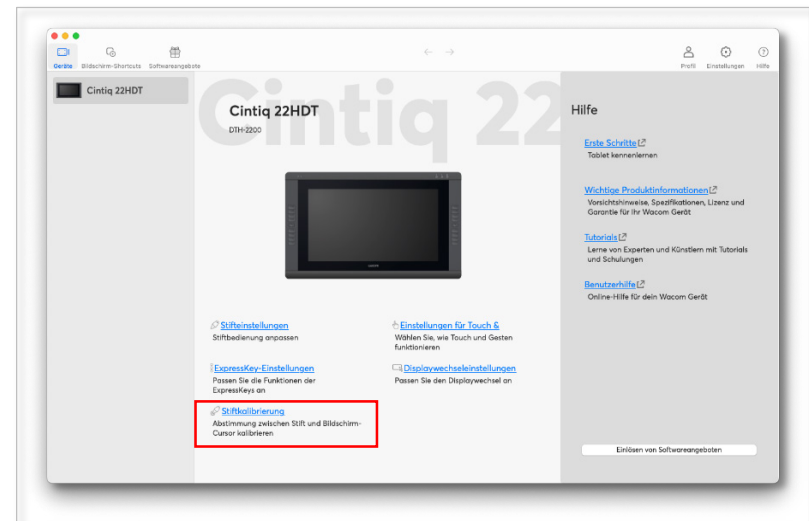 Geräte
Bildschirm-Shortcuts
Softwareangebote
Profil
Einstellungen
Hilfe
Cintiq 22HDT
Cintiq 22
Cintiq 22HDT
DTH-2200
Stifteinstellungen
Stiftbedienung anpassen
Einstellungen für Touch &
Wählen Sie, wie Touch und Gesten
funktionieren
ExpressKey-Einstellungen
Passen Sie die Funktionen der
ExpressKeys an
Displaywechseleinstellungen
Passen Sie den Displaywechsel an
Stiftkalibrierung
Abstimmung zwischen Stift und Bildschirm-
Cursor kalibrieren
Hilfe
Erste Schritte
Tablet kennenlernen
Wichtige Produktinformationen
Vorsichtshinweise, Spezifikationen, Lizenz und
Garantie für Ihr Wacom Gerät
Tutorials
Lerne von Experten und Künstlern mit Tutorials
und Schulungen
Benutzerhilfe
Online-Hilfe für dein Wacom Gerät
Einlösen von Softwareangeboten